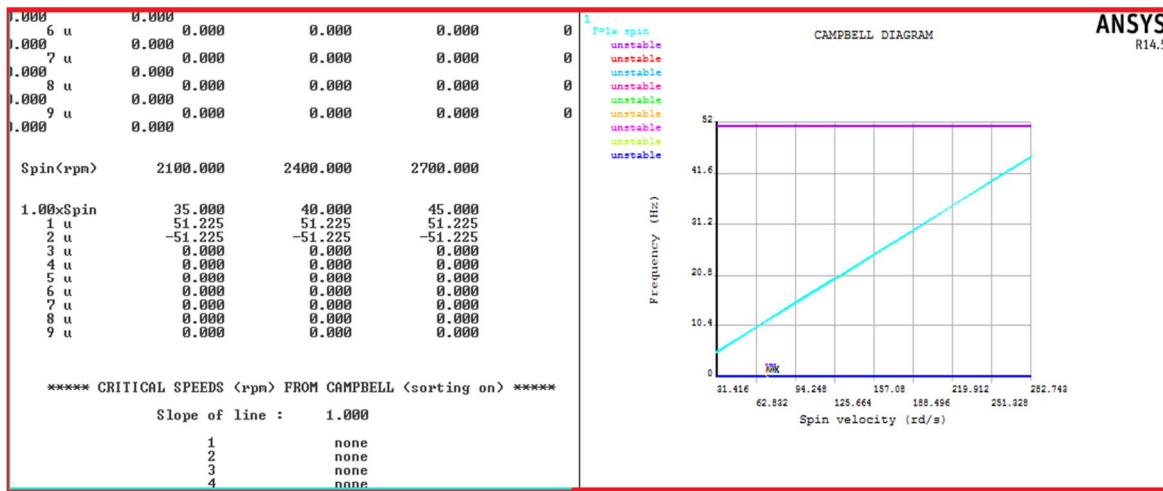 0.000 0.000
6 u 0.000 0.000 0.000 0
0.000 0.000
7 u 0.000 0.000 0.000 0
0.000 0.000
8 u 0.000 0.000 0.000 0
0.000 0.000
9 u 0.000 0.000 0.000 0
0.000 0.000
Spin(rpm) 2100.000 2400.000 2700.000
1.00xSpin 35.000 40.000 45.000
1 u 51.225 51.225 51.225
2 u -51.225 -51.225 -51.225
3 u 0.000 0.000 0.000
4 u 0.000 0.000 0.000
5 u 0.000 0.000 0.000
6 u 0.000 0.000 0.000
7 u 0.000 0.000 0.000
8 u 0.000 0.000 0.000
9 u 0.000 0.000 0.000
***** CRITICAL SPEEDS (rpm) FROM CAMPBELL (sorting on) *****
Slope of line : 1.000
1 none
2 none
3 none
4 none
1
F=1x spin
unstable
unstable
unstable
unstable
unstable
unstable
unstable
unstable
unstable
CAMPBELL DIAGRAM
ANSYS
R14.5
Frequency (Hz)
52
41.6
31.2
20.8
10.4
0
31.416 94.248 157.08 219.912 282.743
62.832 125.664 188.496 251.328
Spin velocity (rd/s)